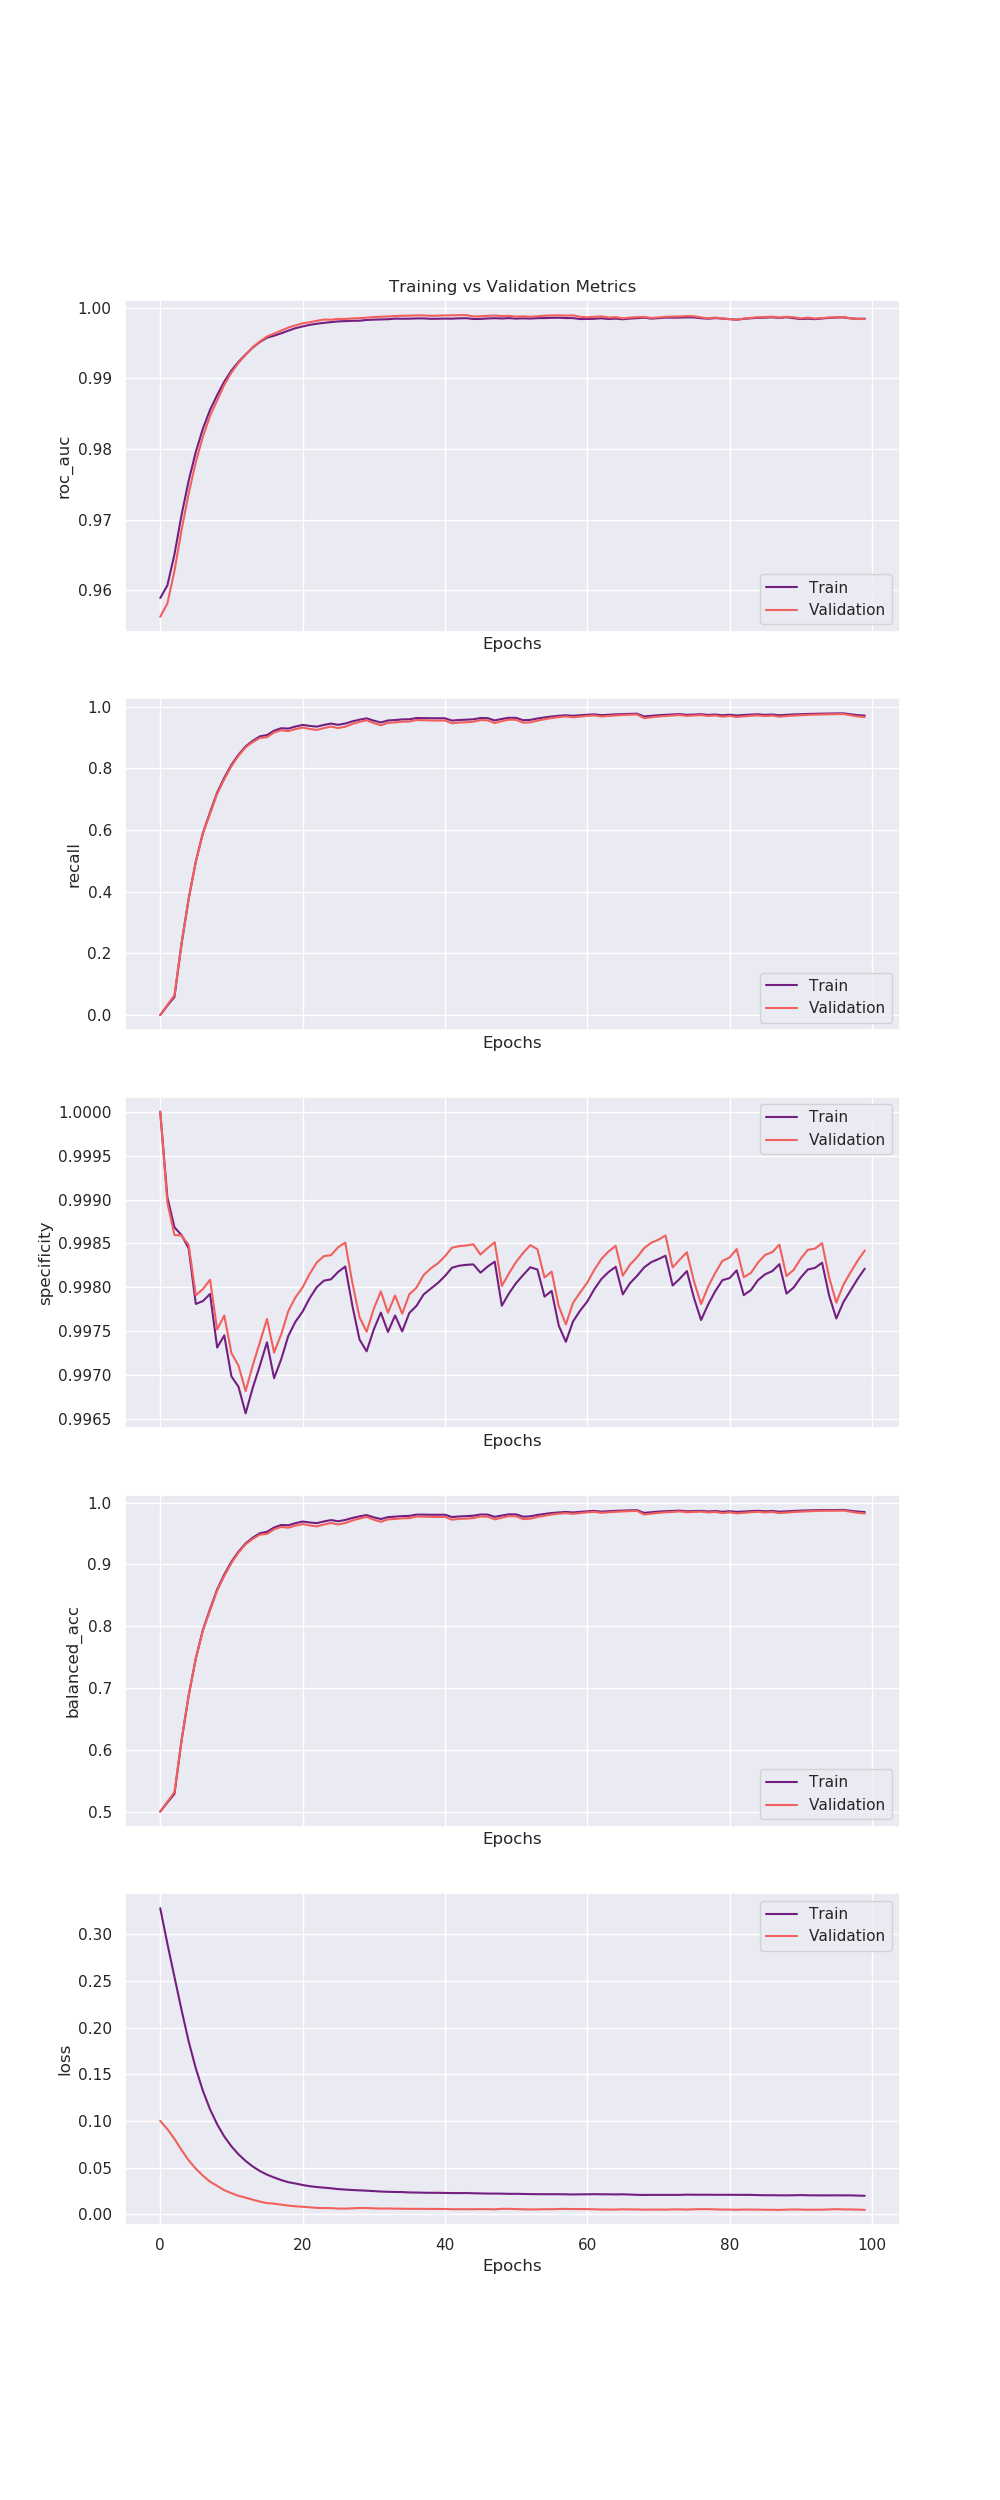 Training vs Validation Metrics
1.00
0.99
0.98
0.97
0.96
roc_auc
Train
Validation
Epochs
1.0
0.8
0.6
0.4
0.2
0.0
recall
Train
Validation
Epochs
1.0000
0.9995
0.9990
0.9985
0.9980
0.9975
0.9970
0.9965
specificity
Train
Validation
Epochs
1.0
0.9
0.8
0.7
0.6
0.5
balanced_acc
Train
Validation
Epochs
0.30
0.25
0.20
0.15
0.10
0.05
0.00
loss
Train
Validation
0 20 40 60 80 100
Epochs